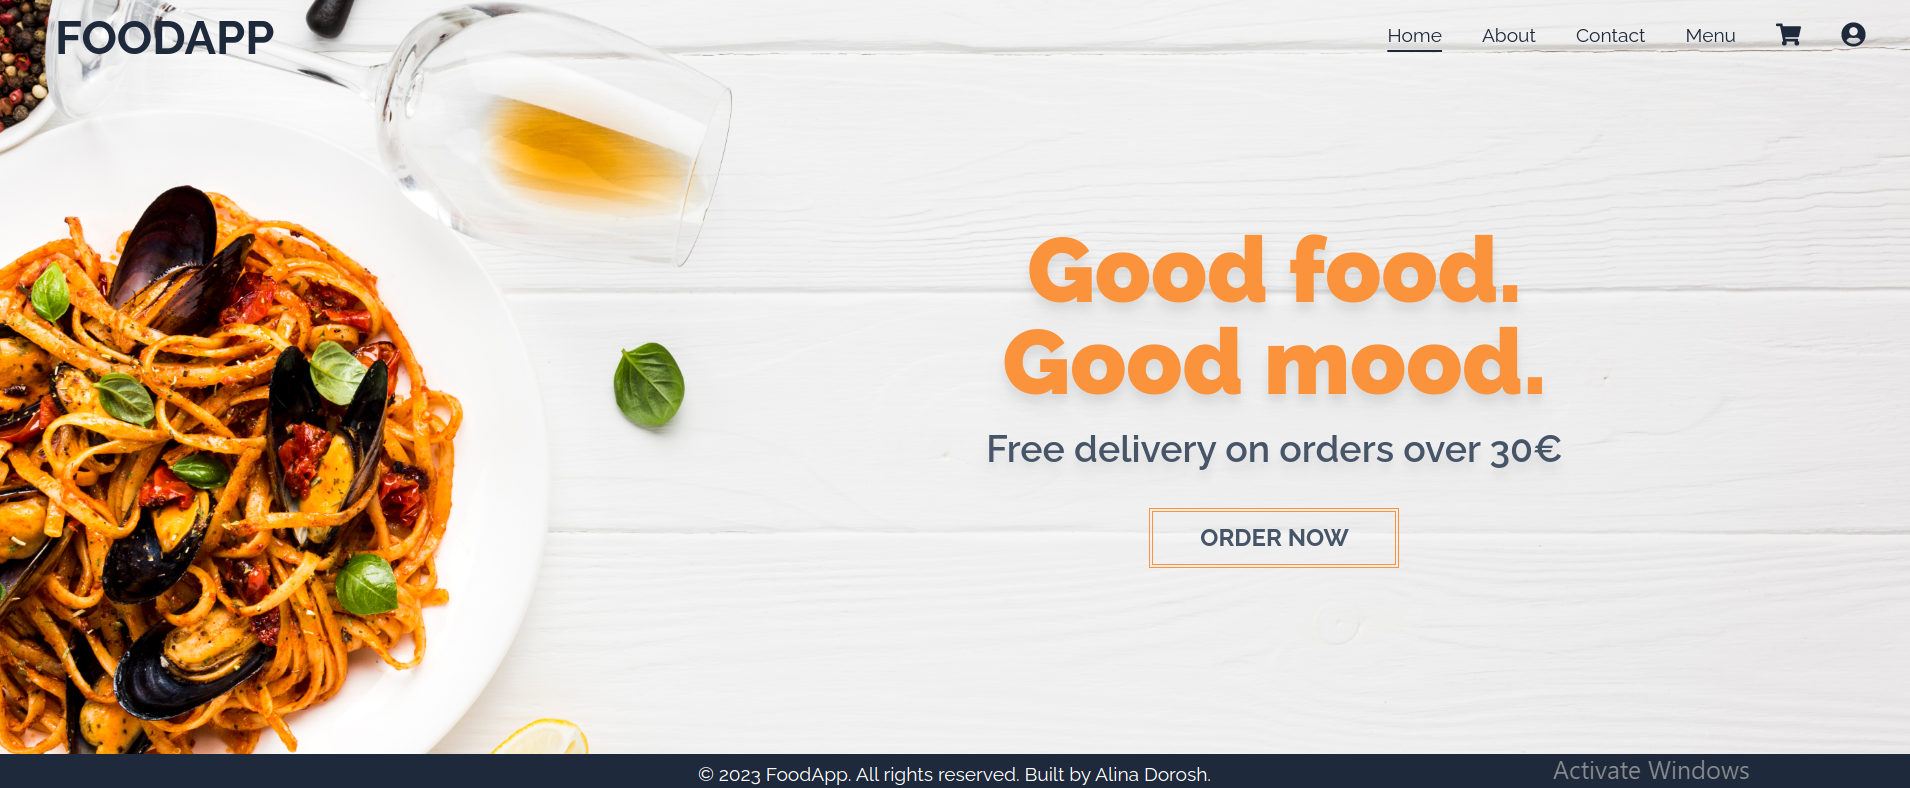 FOODAPP
Home About Contact Menu
Good food.
Good mood.
Free delivery on orders over 30€
ORDER NOW
© 2023 FoodApp. All rights reserved. Built by Alina Dorosh.
Activate Windows